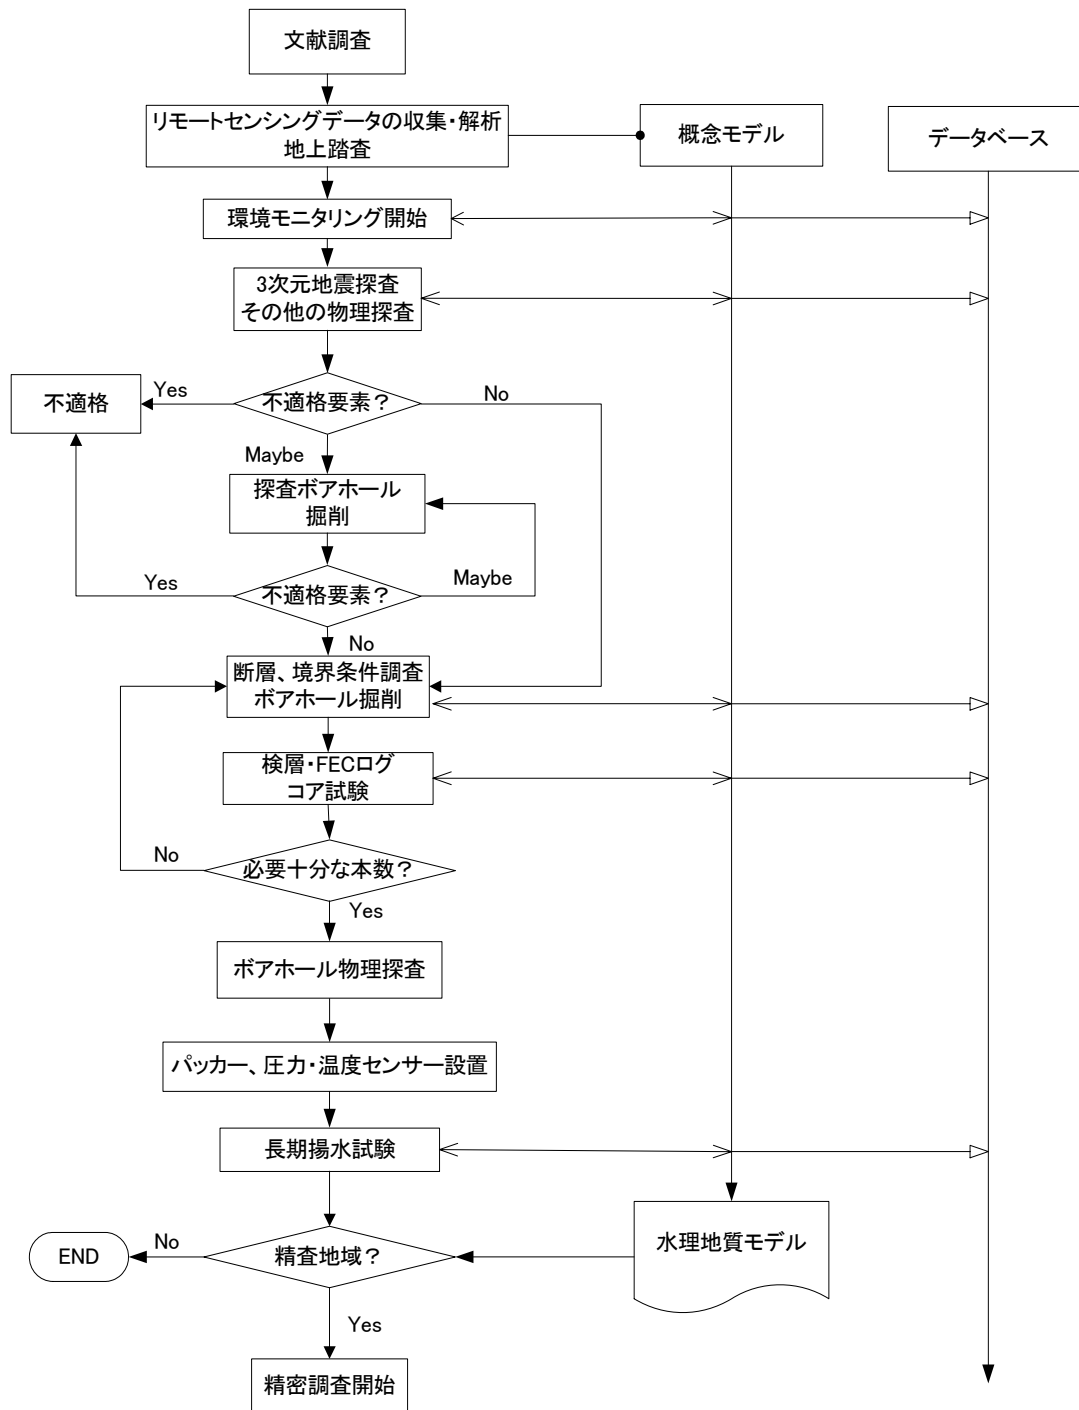 文献調査
リモートセンシングデータの収集・解析
地上踏査
概念モデル
データベース
環境モニタリング開始
3次元地震探査
その他の物理探査
不適格
Yes
不適格要素？
No
Maybe
探査ボアホール
掘削
Yes
不適格要素？
Maybe
No
断層、境界条件調査
ボアホール掘削
検層・FECログ
コア試験
No
必要十分な本数？
Yes
ボアホール物理探査
パッカー、圧力・温度センサー設置
長期揚水試験
END
No
精査地域？
水理地質モデル
Yes
精密調査開始